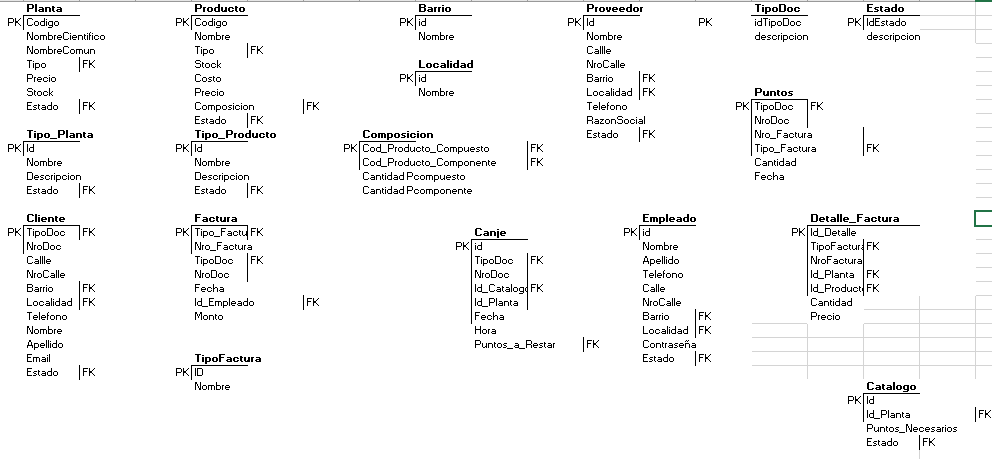 Planta
PK Codigo
NombreCientifico
NombreComun
Tipo FK
Precio
Stock
Estado FK
Producto
PK Codigo
Nombre
Tipo FK
Stock
Costo
Precio
Composicion FK
Estado FK
Barrio
PK id
Nombre
Localidad
PK id
Nombre
Proveedor
PK Id
Nombre
Callle
NroCalle
Barrio FK
Localidad FK
Telefono
RazonSocial
Estado FK
TipoDoc
PK idTipoDoc
descripcion
Estado
PK IdEstado
descripcion
Puntos
PK TipoDoc FK
NroDoc
Nro_Factura
Tipo_Factura FK
Cantidad
Fecha
Tipo_Planta
PK Id
Nombre
Descripcion
Estado FK
Tipo_Producto
PK Id
Nombre
Descripcion
Estado FK
Composicion
PK Cod_Producto_Compuesto FK
Cod_Producto_Componente FK
Cantidad Pcompuesto
Cantidad Pcomponente
Cliente
PK TipoDoc FK
NroDoc
Callle
NroCalle
Barrio FK
Localidad FK
Telefono
Nombre
Apellido
Email
Estado FK
Factura
PK Tipo_Factu FK
Nro_Factura
TipoDoc FK
NroDoc
Fecha
Id_Empleado FK
Monto
TipoFactura
PK ID
Nombre
Canje
PK id
TipoDoc FK
NroDoc
Id_Catalogo FK
Id_Planta
Fecha
Hora
Puntos_a_Restar FK
Empleado
PK id
Nombre
Apellido
Telefono
Calle
NroCalle
Barrio FK
Localidad FK
Contraseña
Estado FK
Detalle_Factura
PK Id_Detalle
TipoFactura FK
NroFactura
Id_Planta FK
Id_Producto FK
Cantidad
Precio
Catalogo
PK Id
Id_Planta FK
Puntos_Necesarios
Estado FK